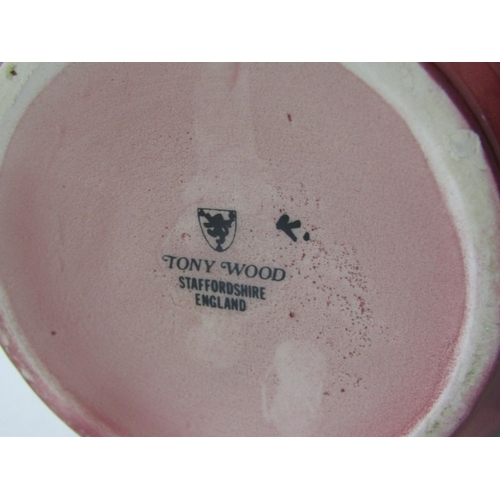 K.
TONY WOOD
STAFFORDSHIRE
ENGLAND